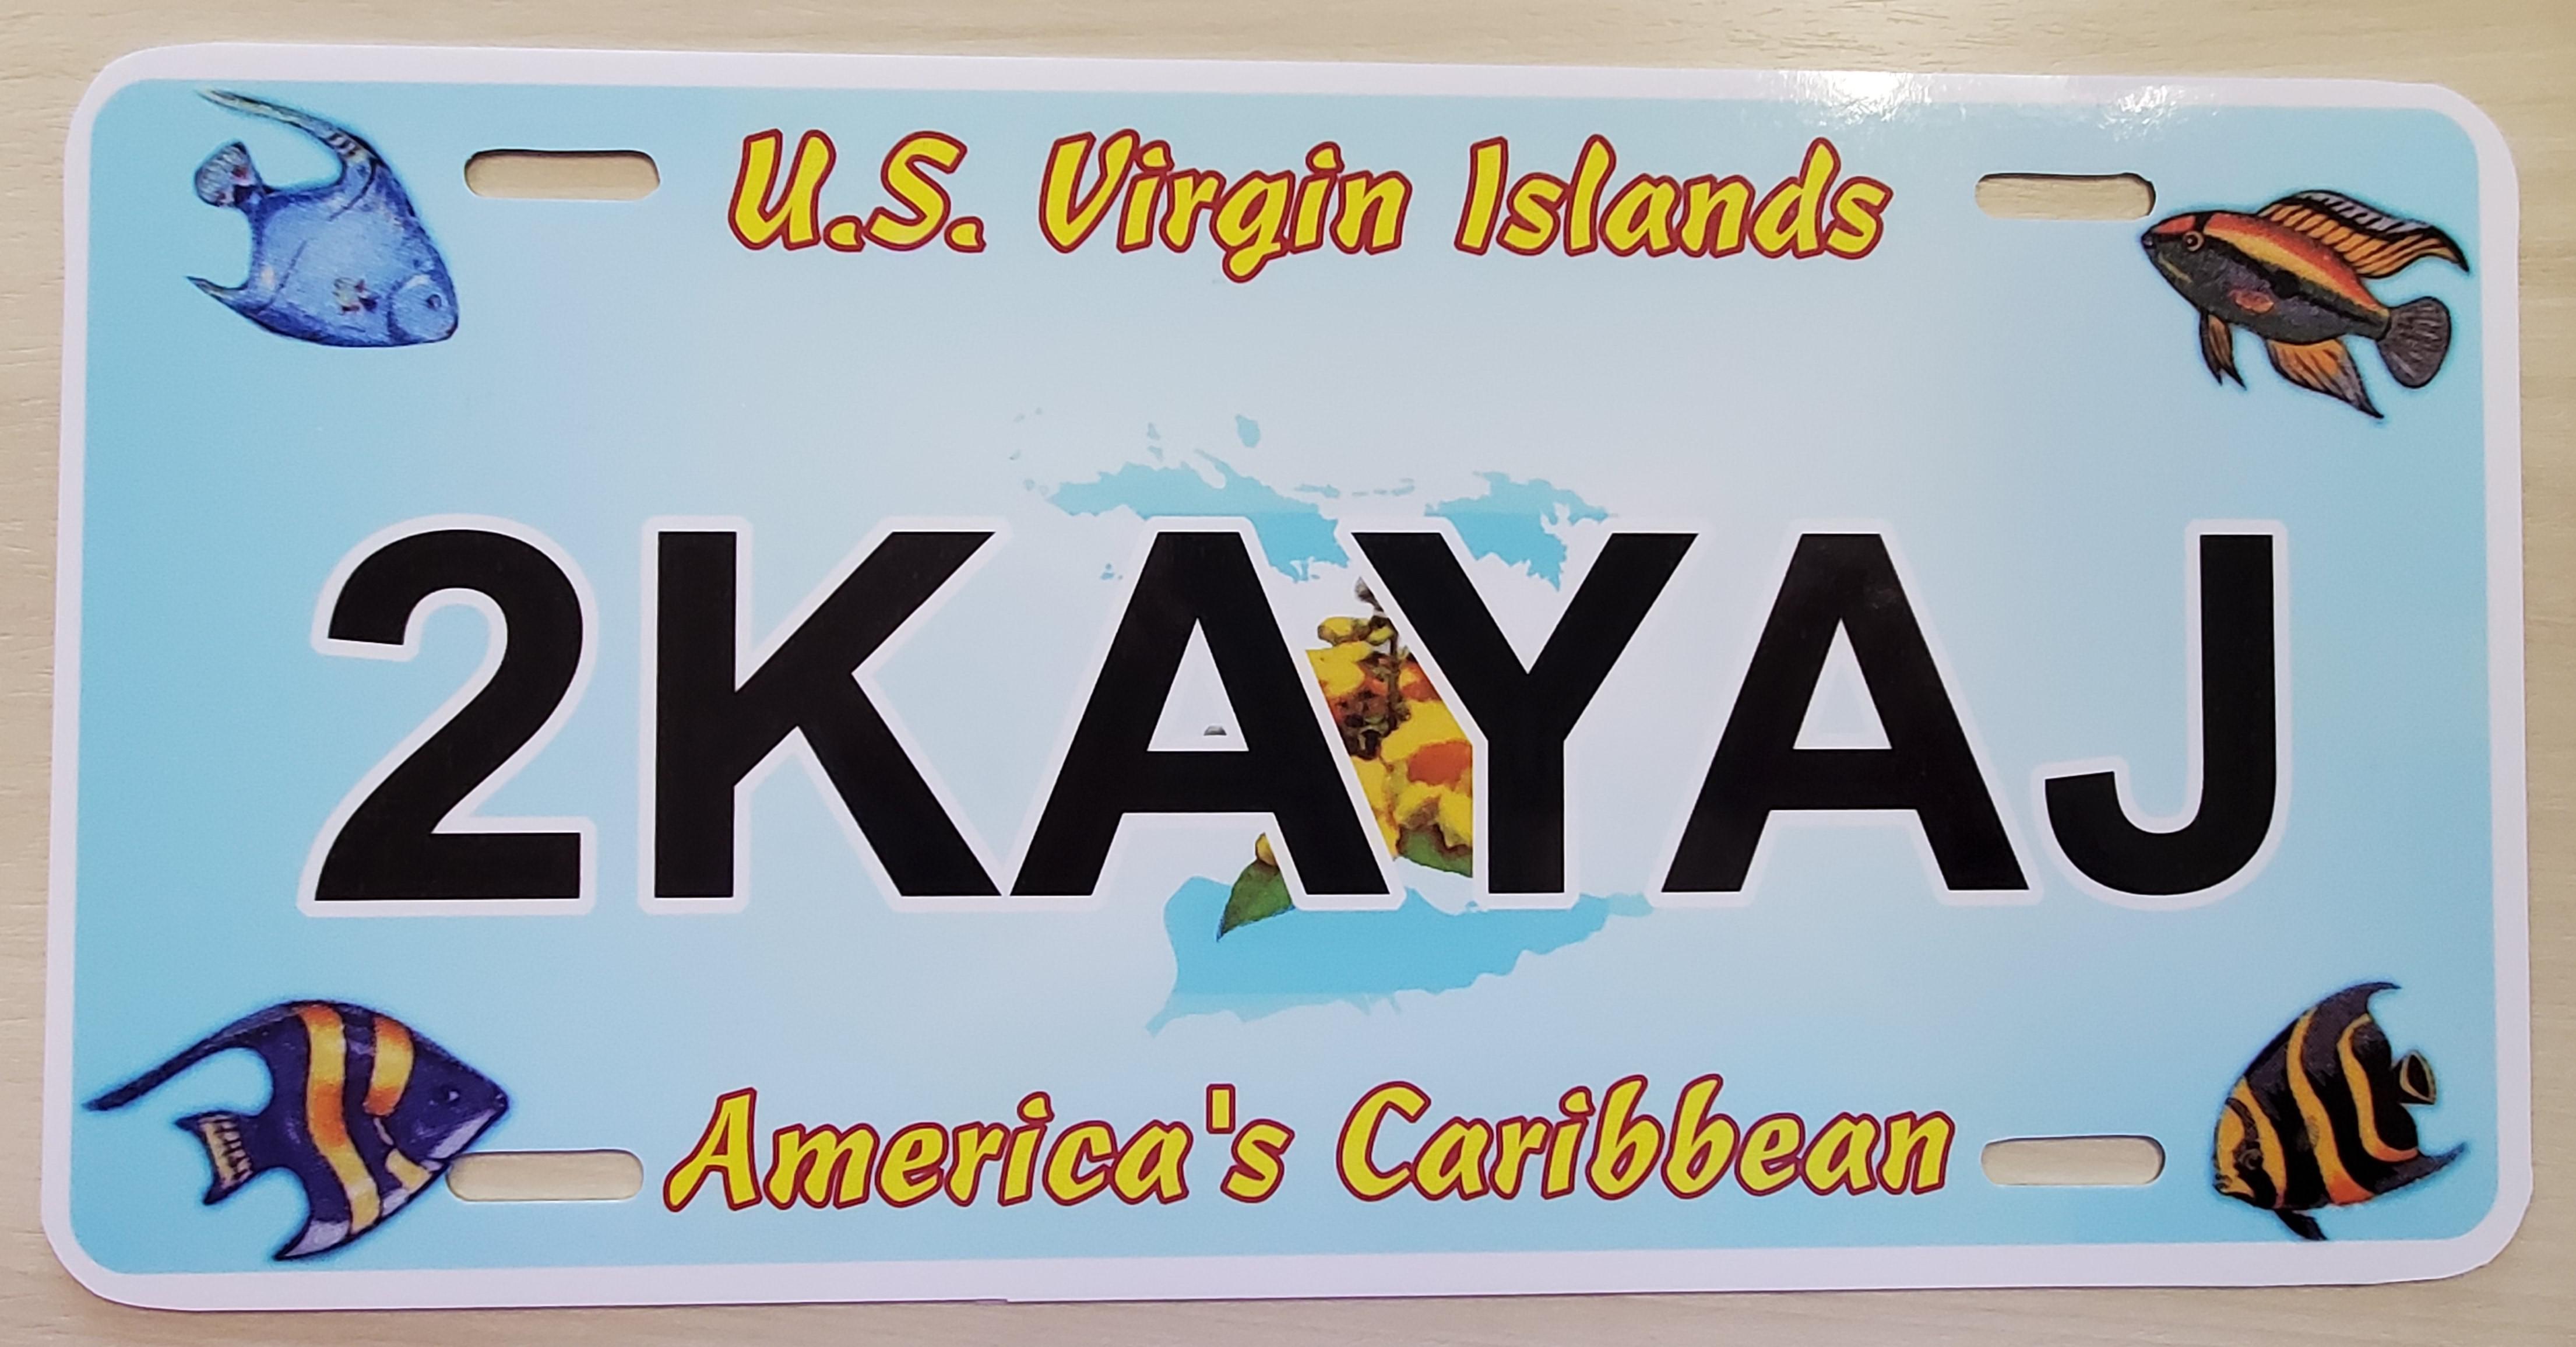 U.S. Virgin Islands
2KAYAJ
America's Caribbean